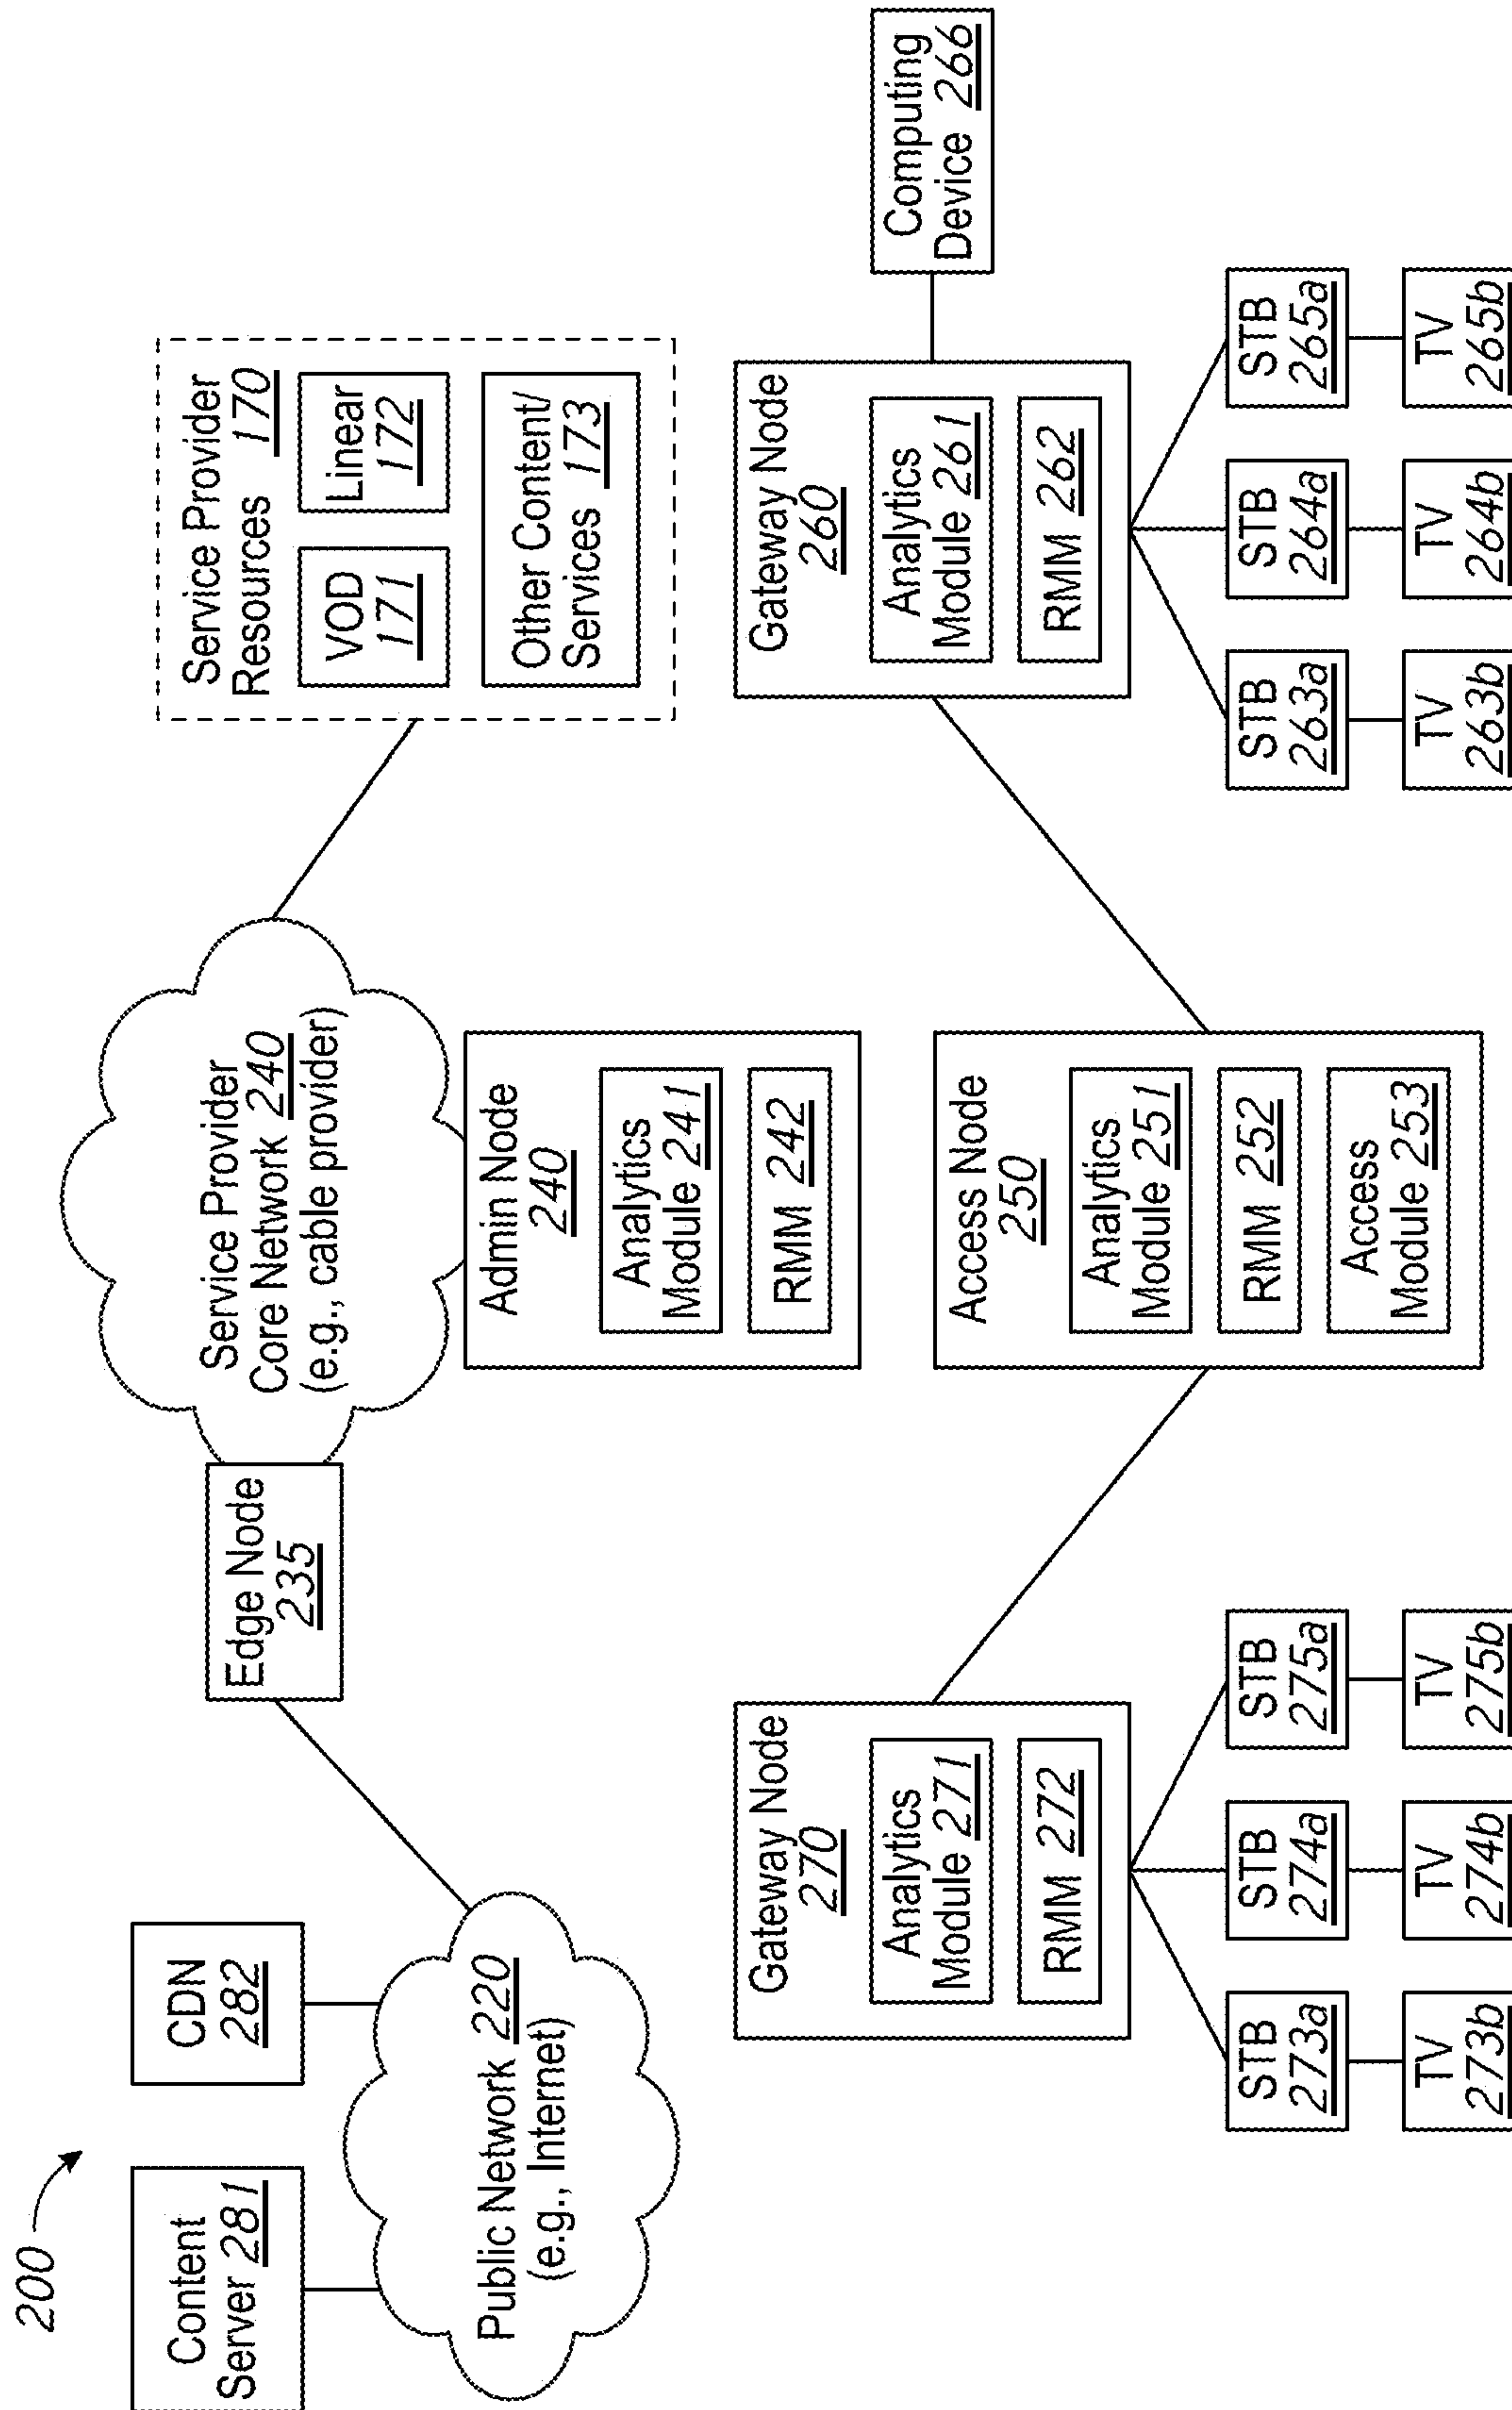 200
Content
Server 281
CDN
282
Public Network 220
(e.g., Internet)
Edge Node
235
Service Provider
Core Network 240
(e.g., cable provider)
Service Provider
Resources 170
VOD
171
Linear
172
Other Content/
Services 173
Admin Node
240
Analytics
Module 241
RMM 242
Gateway Node
270
Analytics
Module 271
RMM 272
STB
273a
STB
274a
STB
275a
TV
273b
TV
274b
TV
275b
Access Node
250
Analytics
Module 251
RMM 252
Access
Module 253
Gateway Node
260
Analytics
Module 261
RMM 262
Computing
Device 266
STB
263a
STB
264a
STB
265a
TV
263b
TV
264b
TV
265b